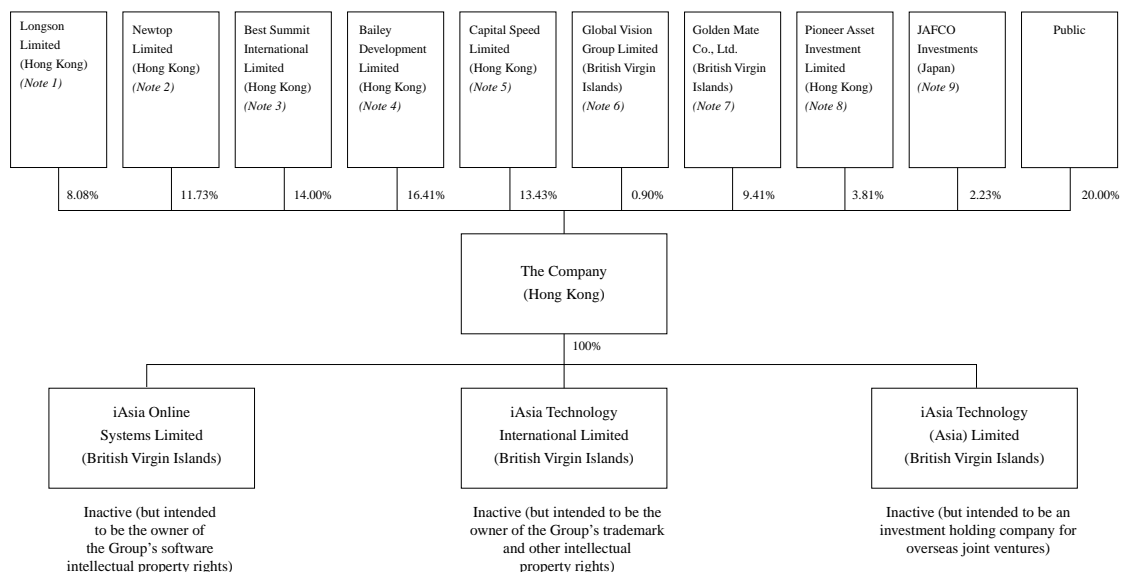 Longson
Limited
(Hong Kong)
(Note 1)
Newtop
Limited
(Hong Kong)
(Note 2)
Best Summit
International
Limited
(Hong Kong)
(Note 3)
Bailey
Development
Limited
(Hong Kong)
(Note 4)
Capital Speed
Limited
(Hong Kong)
(Note 5)
Global Vision
Group Limited
(British Virgin
Islands)
(Note 6)
Golden Mate
Co., Ltd.
(British Virgin
Islands)
(Note 7)
Pioneer Asset
Investment
Limited
(Hong Kong)
(Note 8)
JAFCO
Investments
(Japan)
(Note 9)
Public
8.08%
11.73%
14.00%
16.41%
13.43%
0.90%
9.41%
3.81%
2.23%
20.00%
The Company
(Hong Kong)
100%
iAsia Online
Systems Limited
(British Virgin Islands)
iAsia Technology
International Limited
(British Virgin Islands)
iAsia Technology
(Asia) Limited
(British Virgin Islands)
Inactive (but intended
to be the owner of
the Group's software
intellectual property rights)
Inactive (but intended to be the
owner of the Group's trademark
and other intellectual
property rights)
Inactive (but intended to be an
investment holding company for
overseas joint ventures)